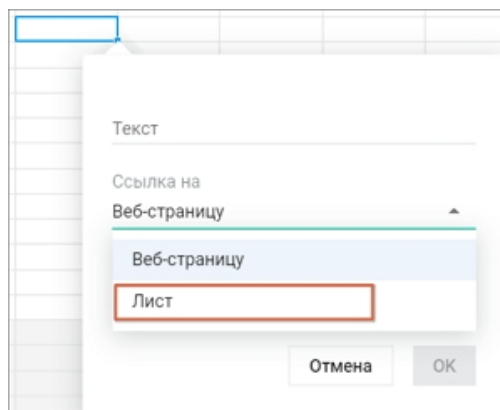 Текст
Ссылка на
Веб-страницу
Веб-страницу
Лист
Отмена
OK